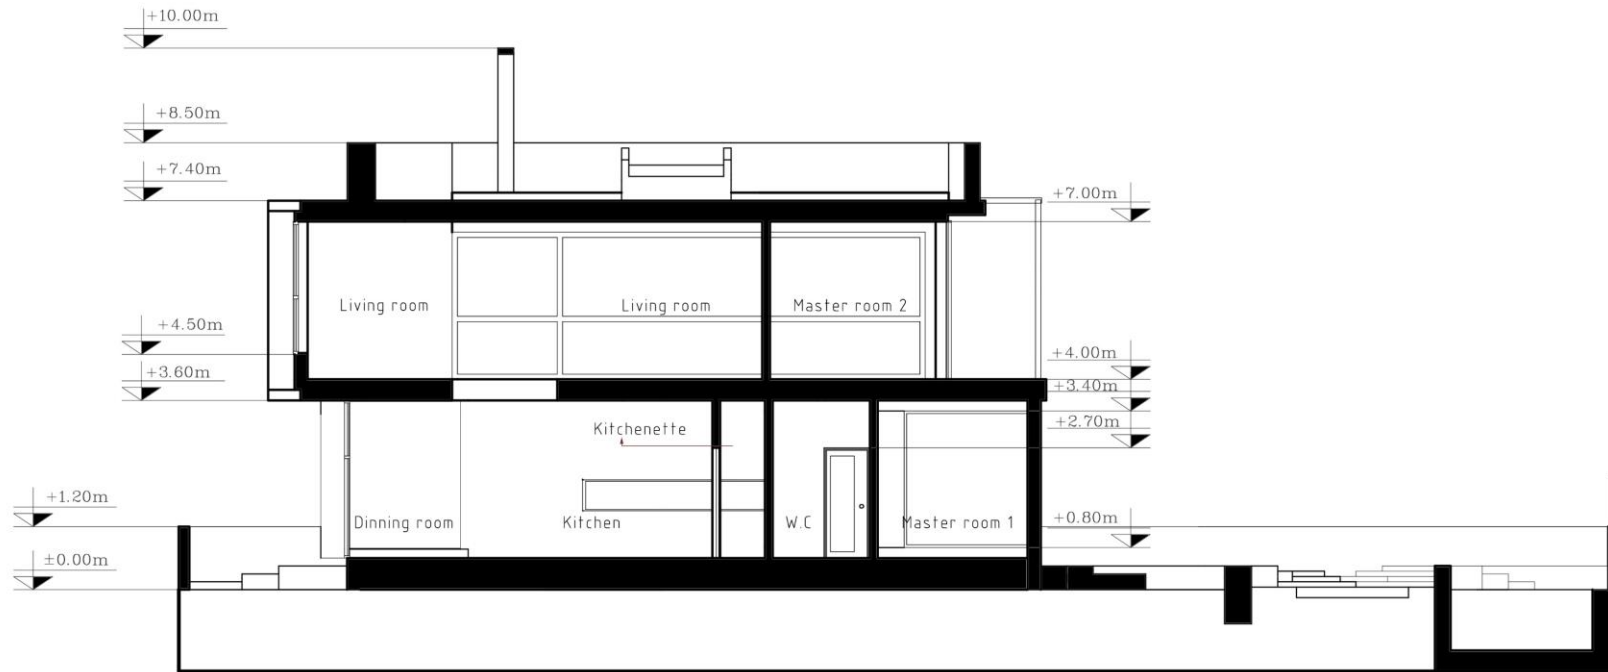 +10.00m
+8.50m
+7.40m
+7.00m
Living room
Living room
Master room 2
+4.50m
+4.00m
+3.60m
+3.40m
+2.70m
Kitchenette
+1.20m
Dinning room
Kitchen
W.C
Master room 1
+0.80m
±0.00m